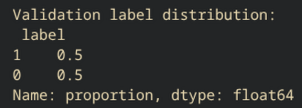 Validation label distribution:
label
1    0.5
0    0.5
Name: proportion, dtype: float64